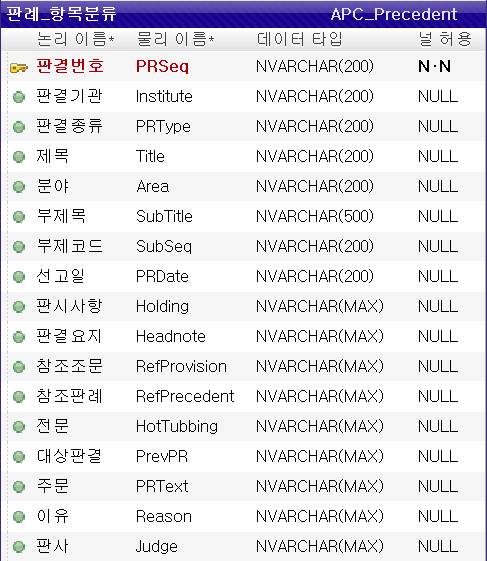 판례_항목분류 APC_Precedent
논리 이름* 물리 이름* 데이터 타입 널 허용
판결번호 PRSeq NVARCHAR(200) N·N
판결기관 Institute NVARCHAR(200) NULL
판결종류 PRType NVARCHAR(200) NULL
제목 Title NVARCHAR(200) NULL
분야 Area NVARCHAR(200) NULL
부제목 SubTitle NVARCHAR(500) NULL
부제코드 SubSeq NVARCHAR(200) NULL
선고일 PRDate NVARCHAR(200) NULL
판시사항 Holding NVARCHAR(MAX) NULL
판결요지 Headnote NVARCHAR(MAX) NULL
참조조문 RefProvision NVARCHAR(MAX) NULL
참조판례 RefPrecedent NVARCHAR(MAX) NULL
전문 HotTubbing NVARCHAR(MAX) NULL
대상판결 PrevPR NVARCHAR(MAX) NULL
주문 PRText NVARCHAR(MAX) NULL
이유 Reason NVARCHAR(MAX) NULL
판사 Judge NVARCHAR(MAX) NULL